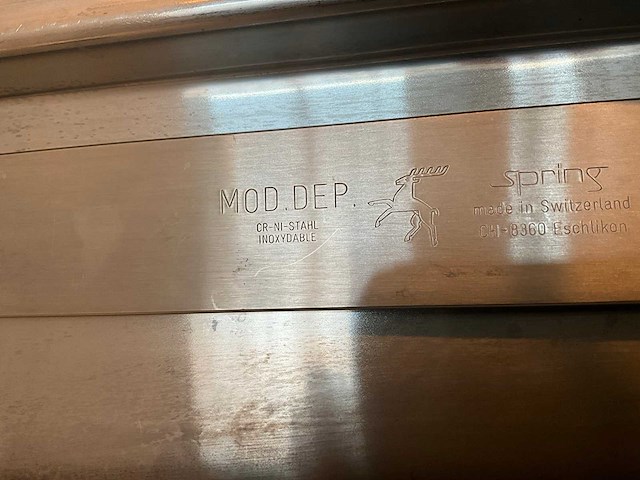 MOD.DEP.
CR-NI-STAHL
INOXYDABLE
spring
made in Switzerland
CH-8360 Eschlikon